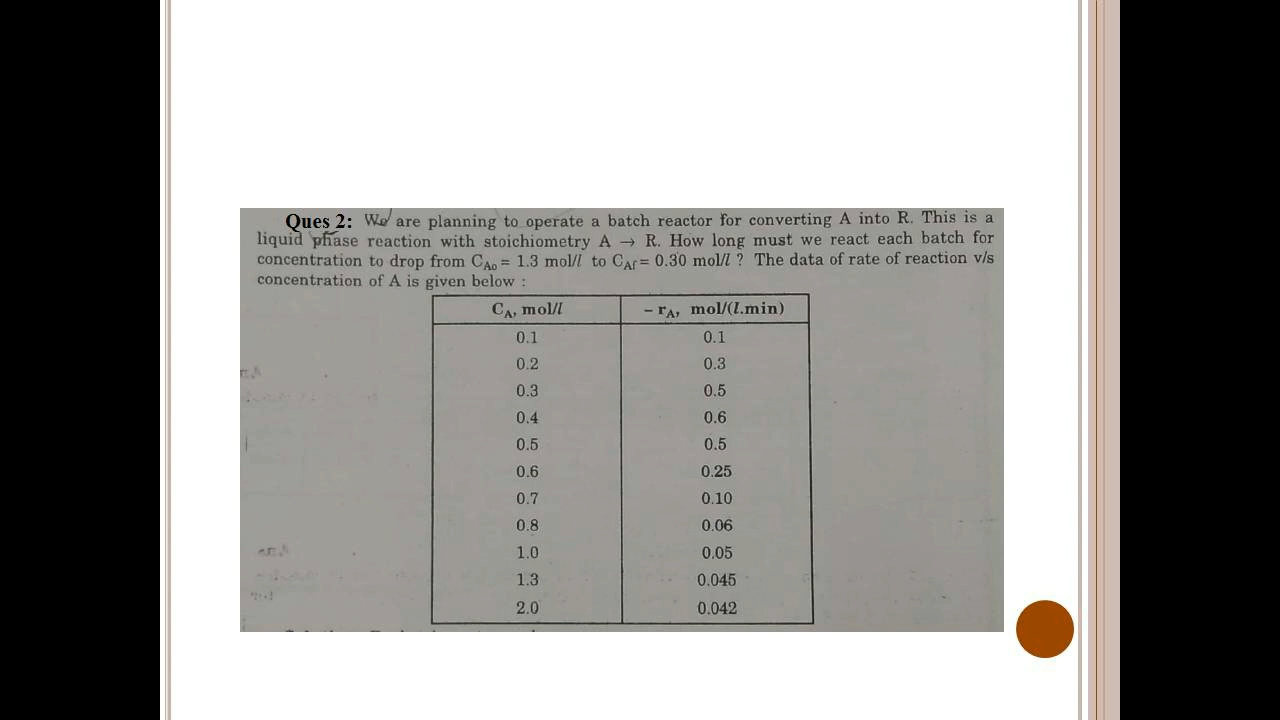 Ques 2: We are planning to operate a batch reactor for converting A into R. This is a
liquid phase reaction with stoichiometry A → R. How long must we react each batch for
concentration to drop from CAo = 1.3 mol/l to CAf = 0.30 mol/l ? The data of rate of reaction v/s
concentration of A is given below :
CA, mol/l – rA, mol/(l.min)
0.1 0.1
0.2 0.3
0.3 0.5
0.4 0.6
0.5 0.5
0.6 0.25
0.7 0.10
0.8 0.06
1.0 0.05
1.3 0.045
2.0 0.042